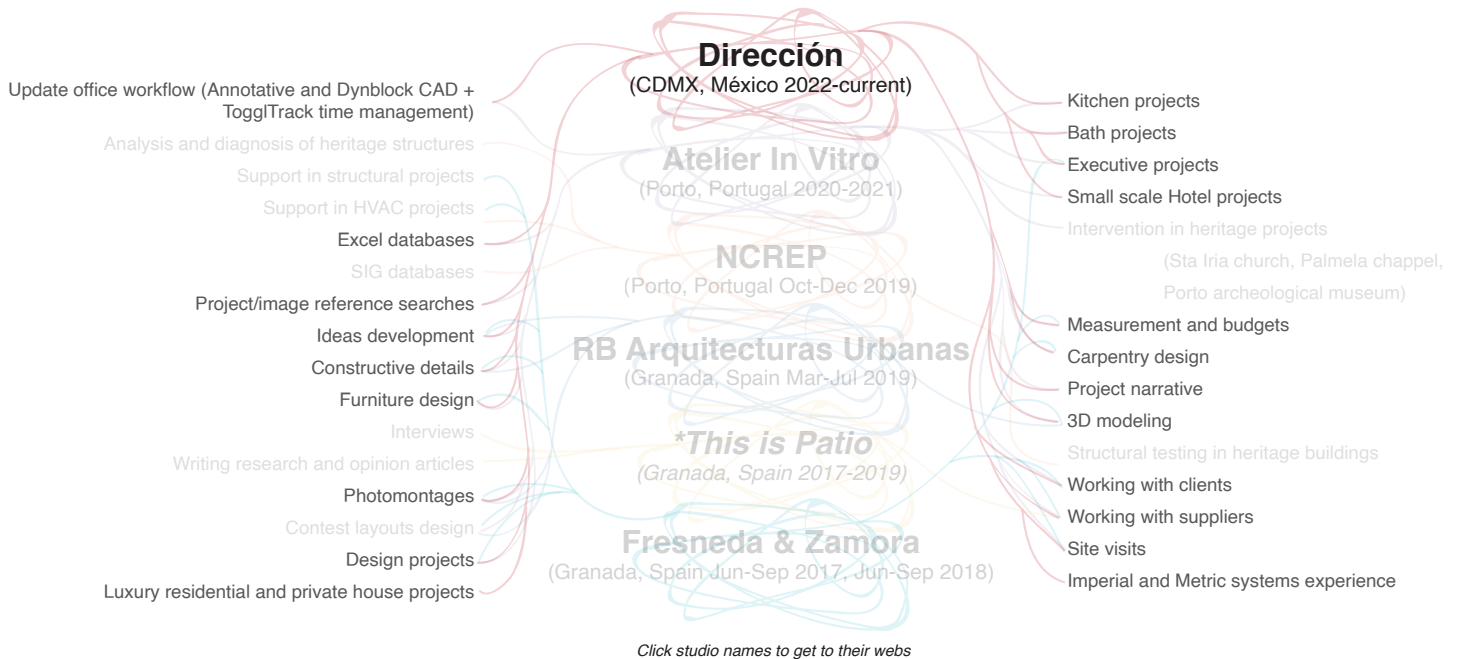 Dirección
(CDMX, México 2022-current)
Atelier In Vitro
(Porto, Portugal 2020-2021)
NCREP
(Porto, Portugal Oct-Dec 2019)
RB Arquitecturas Urbanas
(Granada, Spain Mar-Jul 2019)
*This is Patio
(Granada, Spain 2017-2019)
Fresneda & Zamora
(Granada, Spain Jun-Sep 2017, Jun-Sep 2018)
Update office workflow (Annotative and Dynblock CAD +
TogglTrack time management)
Analysis and diagnosis of heritage structures
Support in structural projects
Support in HVAC projects
Excel databases
SIG databases
Project/image reference searches
Ideas development
Constructive details
Furniture design
Interviews
Writing research and opinion articles
Photomontages
Contest layouts design
Design projects
Luxury residential and private house projects
Kitchen projects
Bath projects
Executive projects
Small scale Hotel projects
Intervention in heritage projects
(Sta Iria church, Palmela chappel,
Porto archeological museum)
Measurement and budgets
Carpentry design
Project narrative
3D modeling
Structural testing in heritage buildings
Working with clients
Working with suppliers
Site visits
Imperial and Metric systems experience
Click studio names to get to their webs